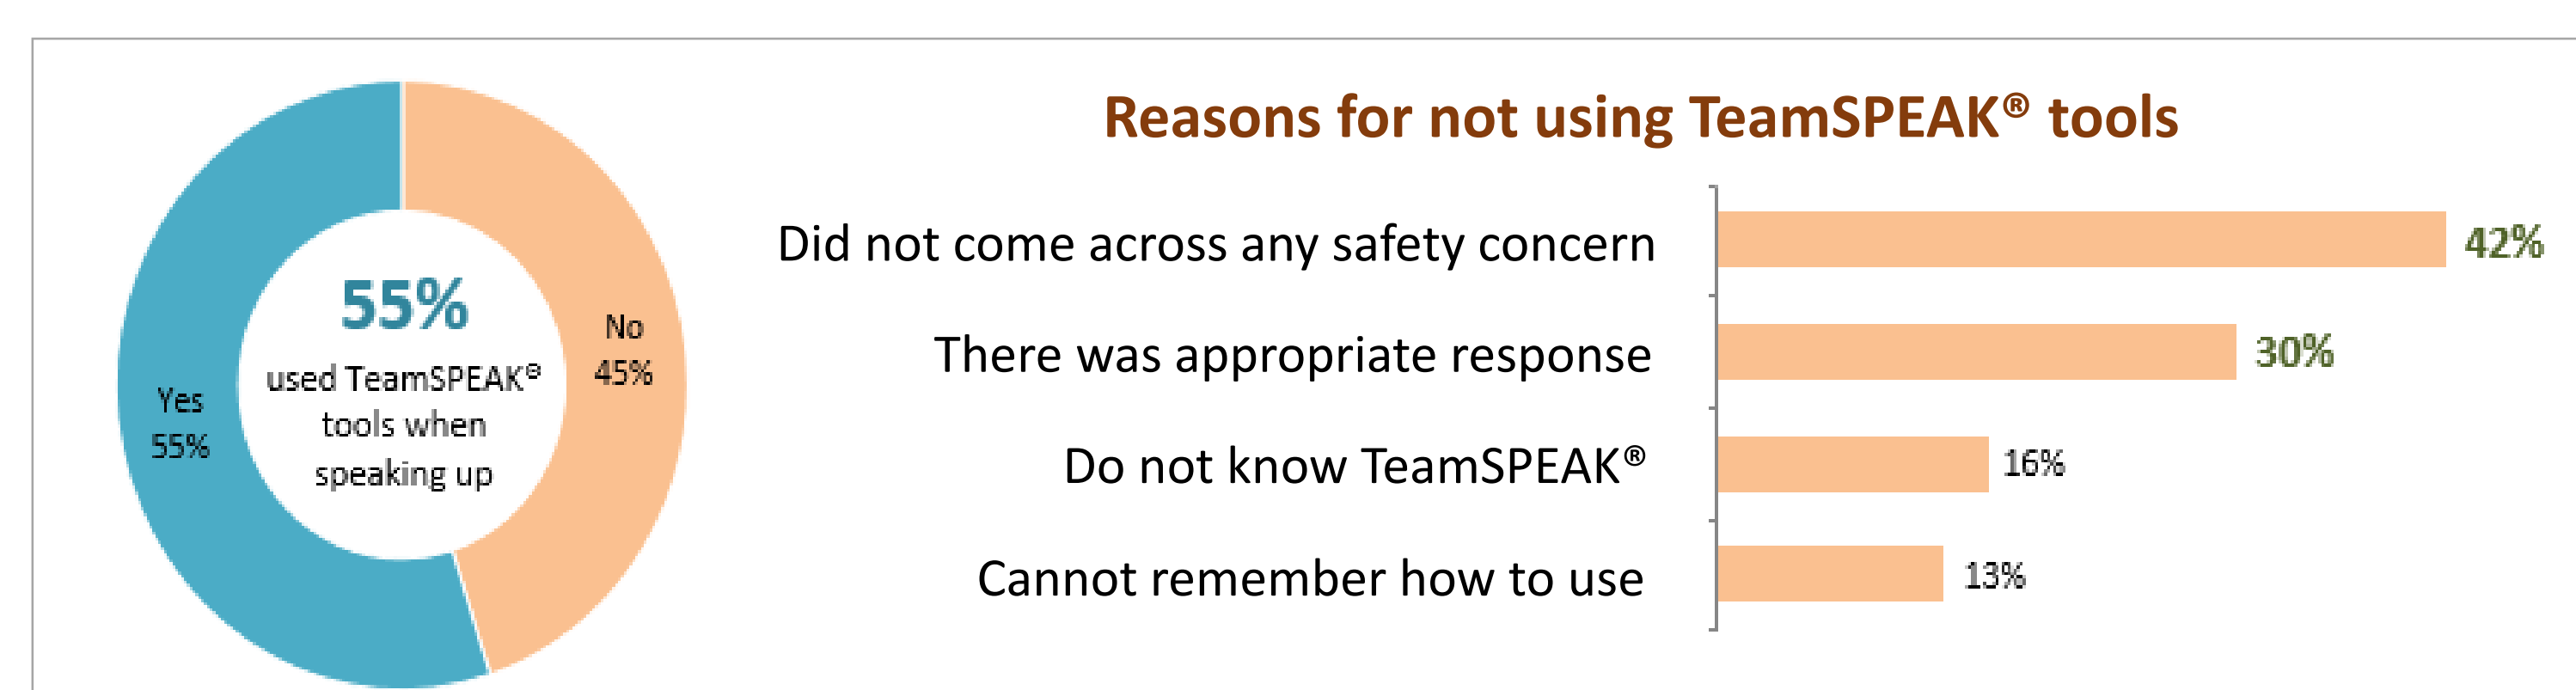 Reasons for not using TeamSPEAK® tools
55%
used TeamSPEAK®
tools when
speaking up
Yes
55%
No
45%
Did not come across any safety concern 42%
There was appropriate response 30%
Do not know TeamSPEAK® 16%
Cannot remember how to use 13%